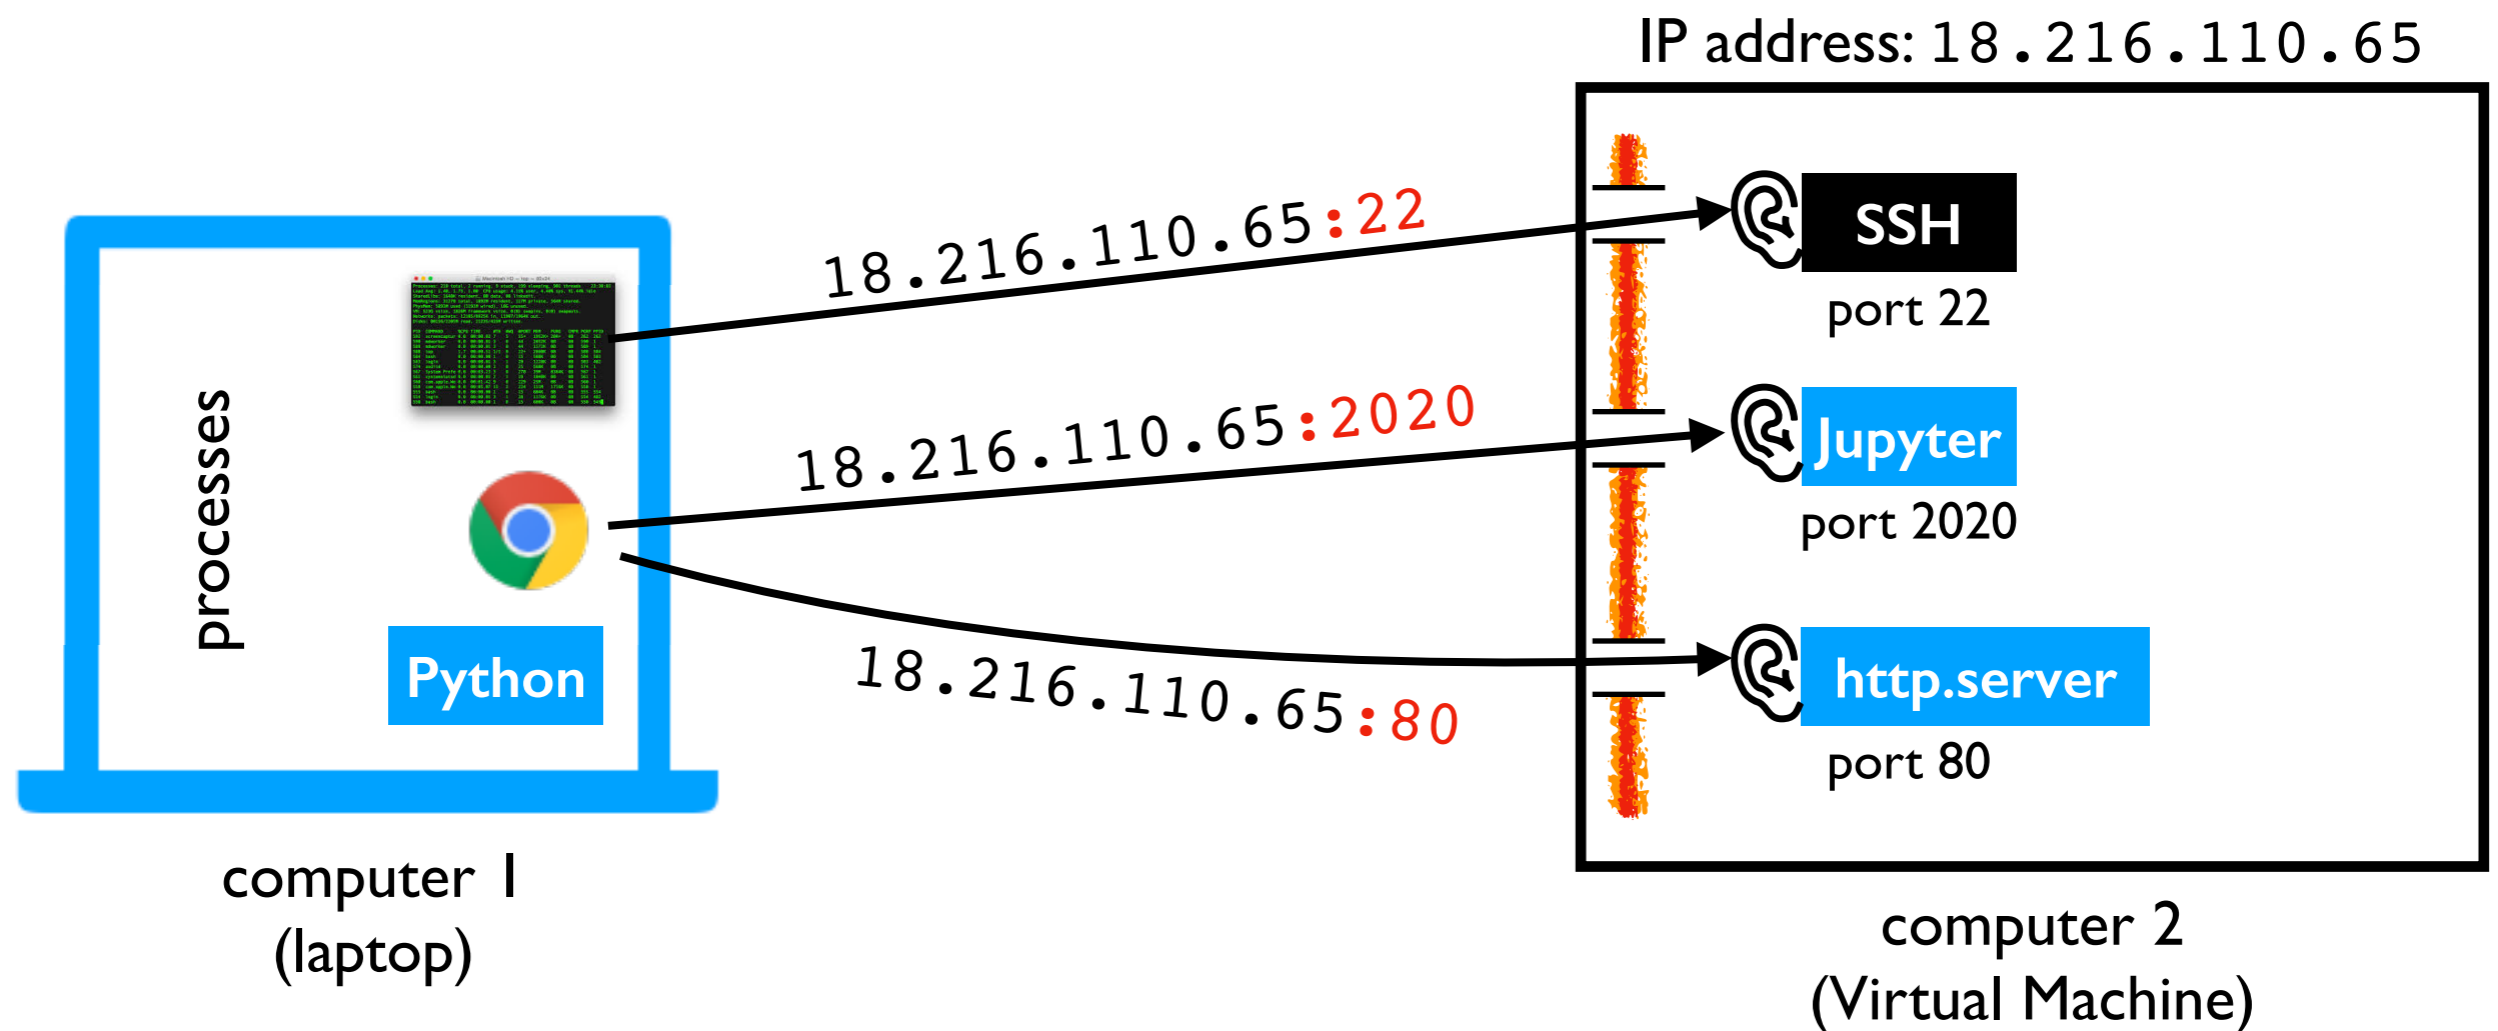 IP address: 18.216.110.65
18.216.110.65:22
SSH
port 22
18.216.110.65:2020
Jupyter
port 2020
processes
Python
18.216.110.65:80
http.server
port 80
computer 1
(laptop)
computer 2
(Virtual Machine)